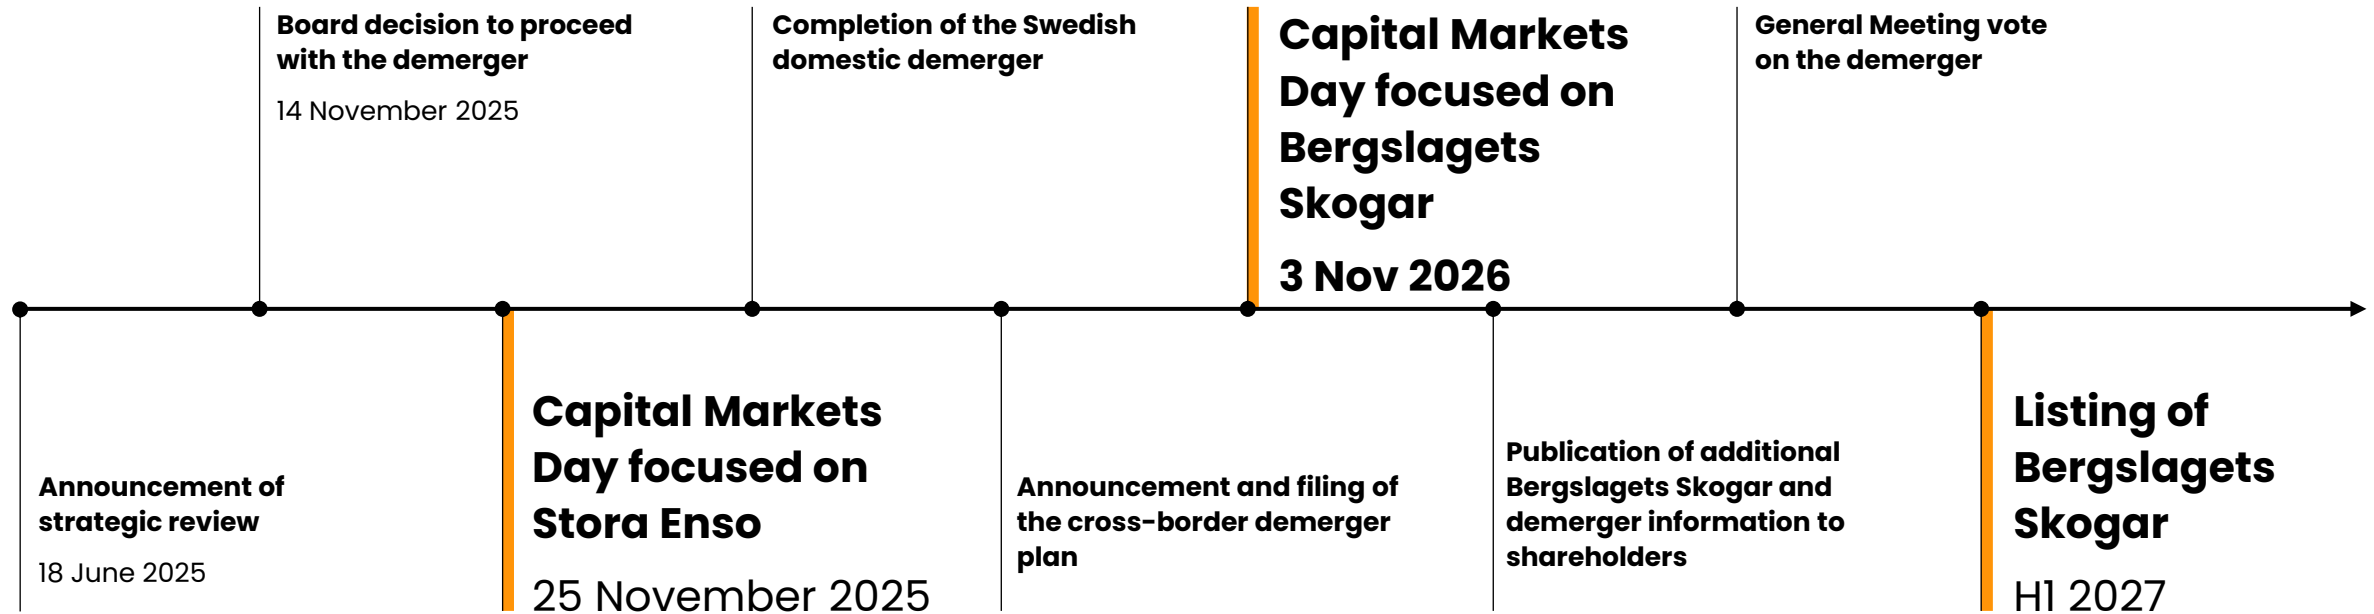 Board decision to proceed
with the demerger
14 November 2025
Completion of the Swedish
domestic demerger
Capital Markets
Day focused on
Bergslagets
Skogar
3 Nov 2026
General Meeting vote
on the demerger
Announcement of
strategic review
18 June 2025
Capital Markets
Day focused on
Stora Enso
25 November 2025
Announcement and filing of
the cross-border demerger
plan
Publication of additional
Bergslagets Skogar and
demerger information to
shareholders
Listing of
Bergslagets
Skogar
H1 2027